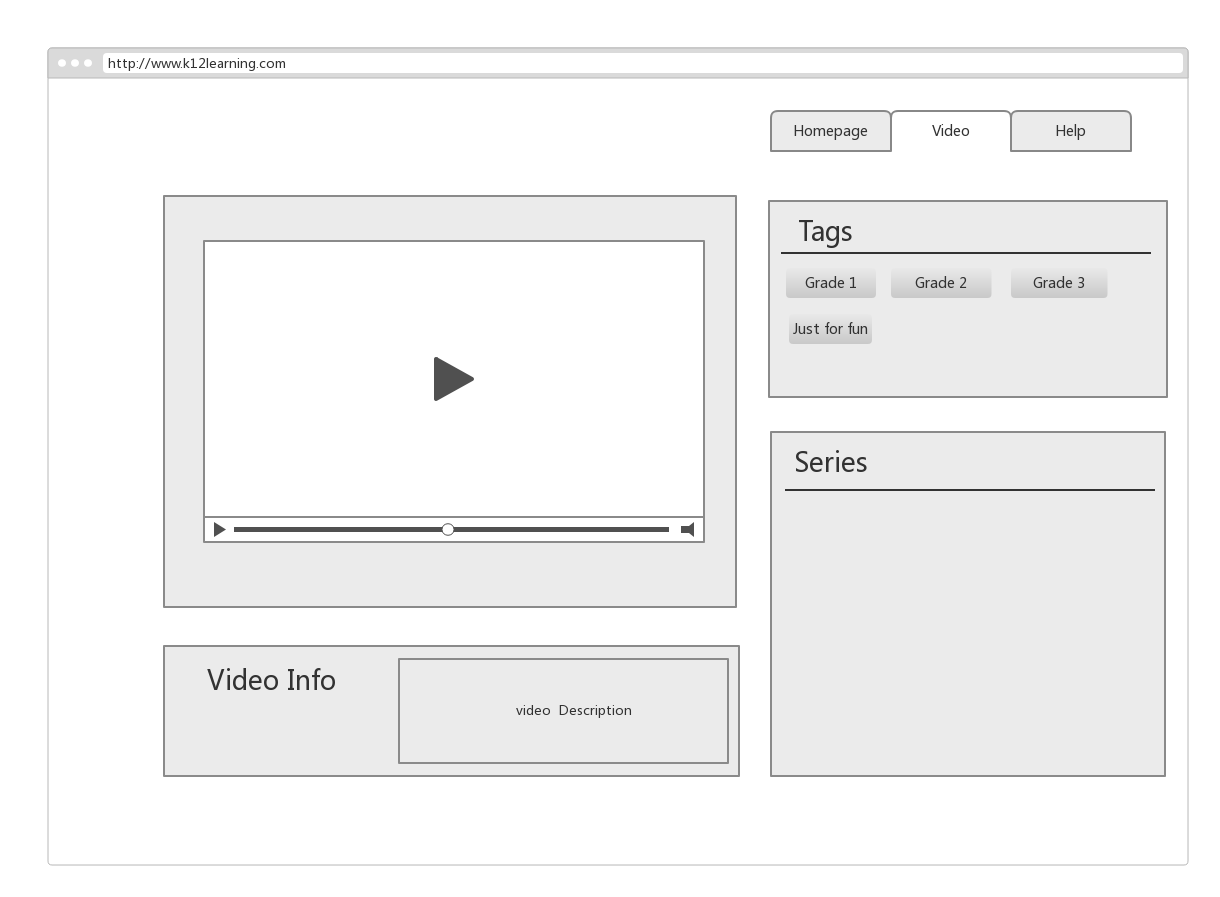 http://www.k12learning.com
Homepage
Video
Help
Tags
Grade 1
Grade 2
Grade 3
Just for fun
Series
Video Info
video  Description